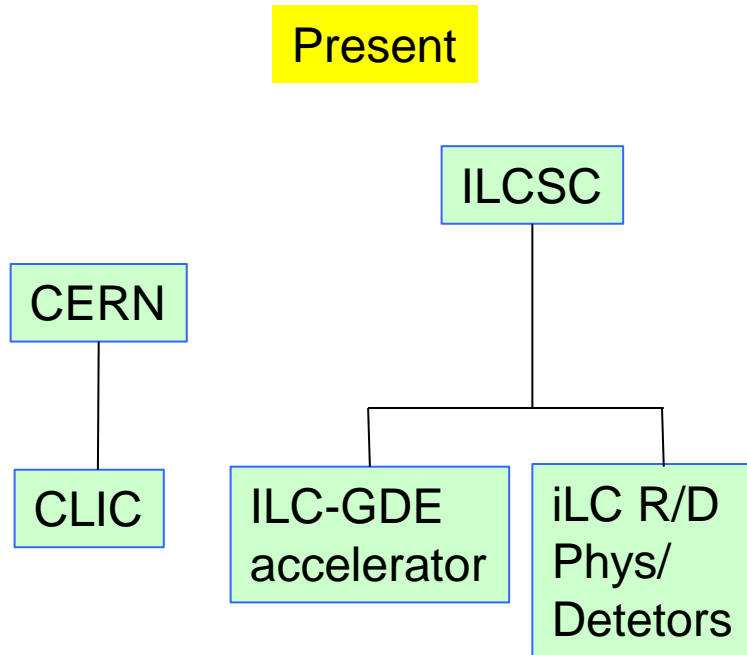 Present
ILCSC
CERN
CLIC
ILC-GDE
accelerator
iLC R/D
Phys/
Detetors